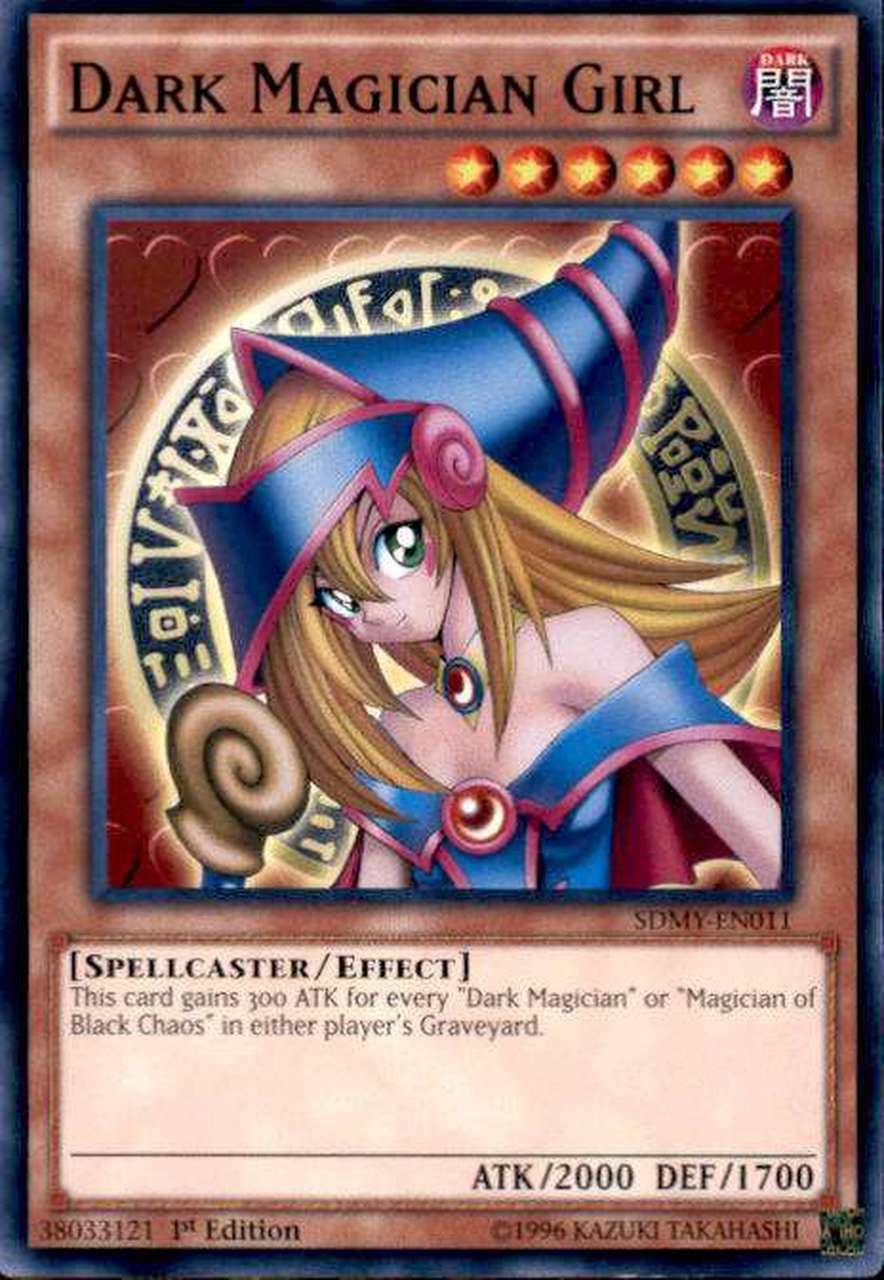 DARK MAGICIAN GIRL
DARK
闇
SDMY-EN011
[SPELLCASTER/EFFECT]
This card gains 300 ATK for every "Dark Magician" or "Magician of
Black Chaos" in either player's Graveyard.
ATK/2000 DEF/1700
38033121 1st Edition
©1996 KAZUKI TAKAHASHI